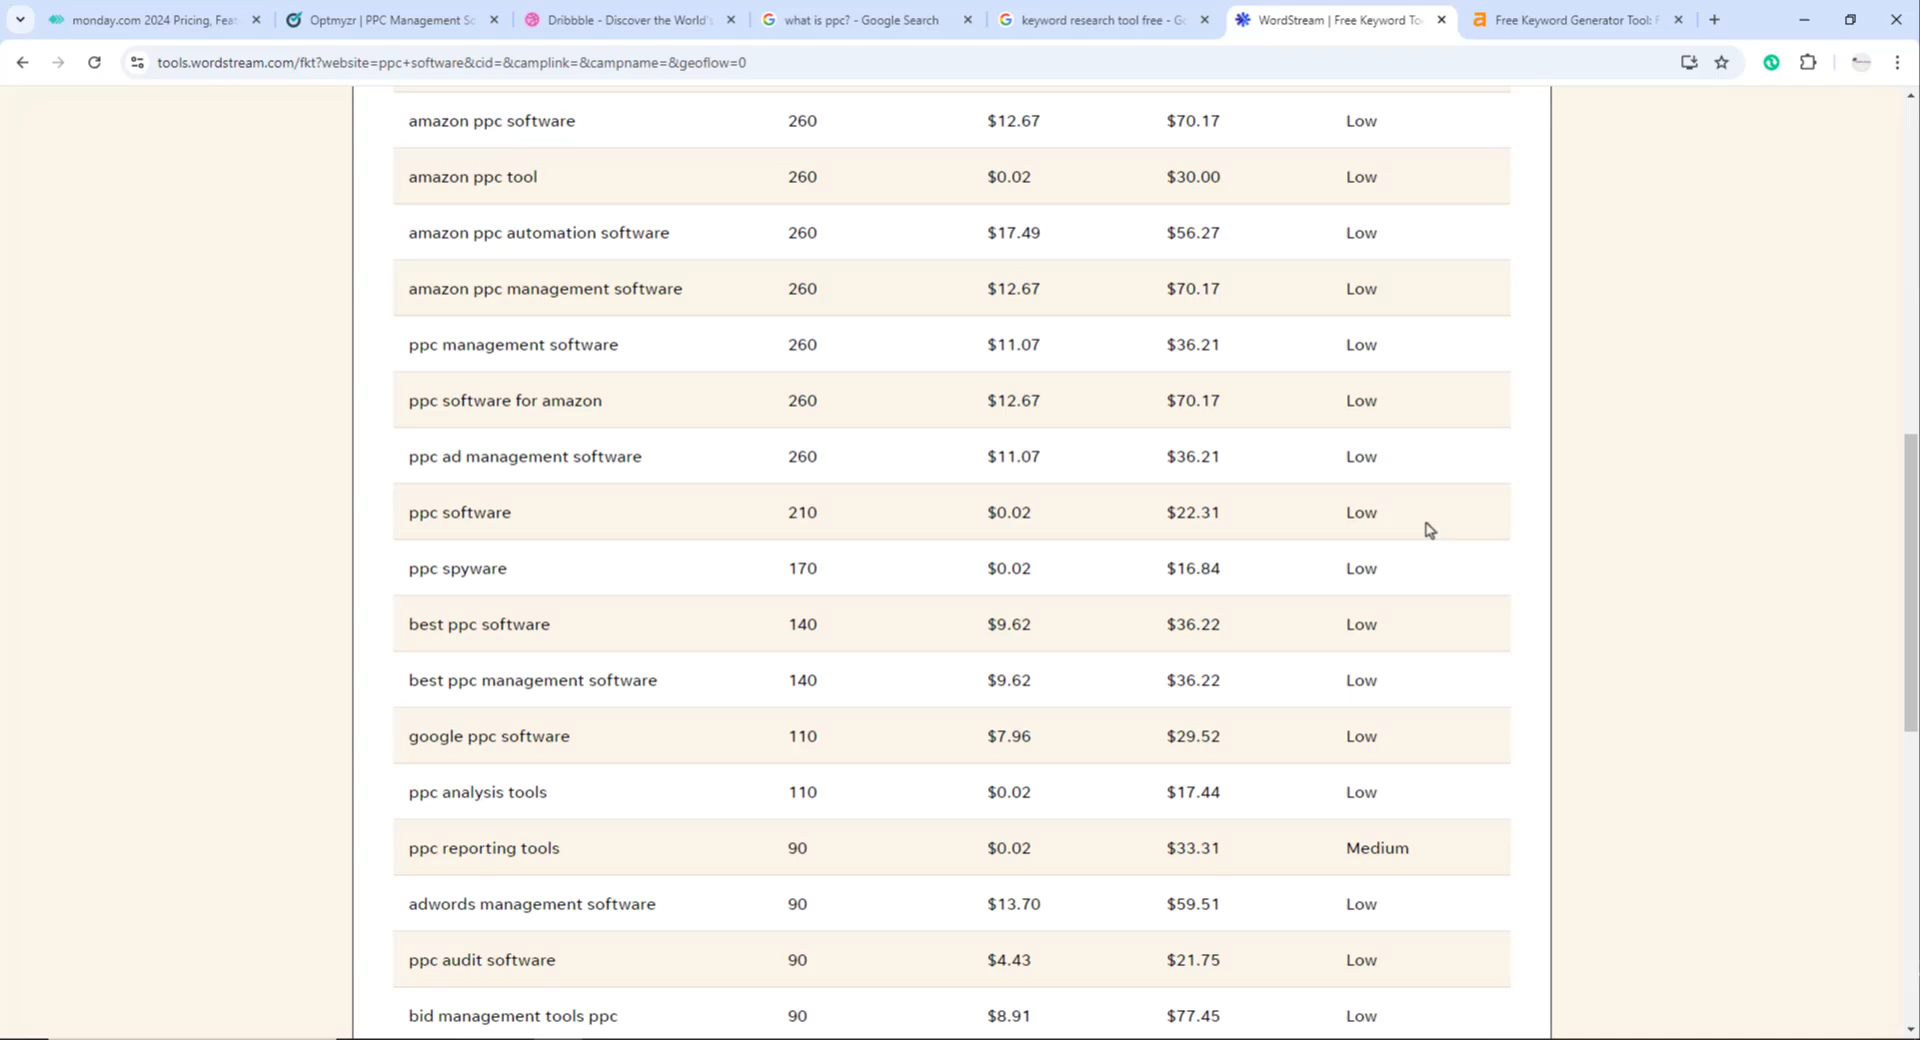 monday.com 2024 Pricing, Feat
Optmyzr | PPC Management So
Dribbble - Discover the World's
what is ppc? - Google Search
keyword research tool free - Go
WordStream | Free Keyword To
Free Keyword Generator Tool: F
tools.wordstream.com/fkt?website=ppc+software&cid=&camplink=&campname=&geoflow=0
amazon ppc software 260 $12.67 $70.17 Low
amazon ppc tool 260 $0.02 $30.00 Low
amazon ppc automation software 260 $17.49 $56.27 Low
amazon ppc management software 260 $12.67 $70.17 Low
ppc management software 260 $11.07 $36.21 Low
ppc software for amazon 260 $12.67 $70.17 Low
ppc ad management software 260 $11.07 $36.21 Low
ppc software 210 $0.02 $22.31 Low
ppc spyware 170 $0.02 $16.84 Low
best ppc software 140 $9.62 $36.22 Low
best ppc management software 140 $9.62 $36.22 Low
google ppc software 110 $7.96 $29.52 Low
ppc analysis tools 110 $0.02 $17.44 Low
ppc reporting tools 90 $0.02 $33.31 Medium
adwords management software 90 $13.70 $59.51 Low
ppc audit software 90 $4.43 $21.75 Low
bid management tools ppc 90 $8.91 $77.45 Low